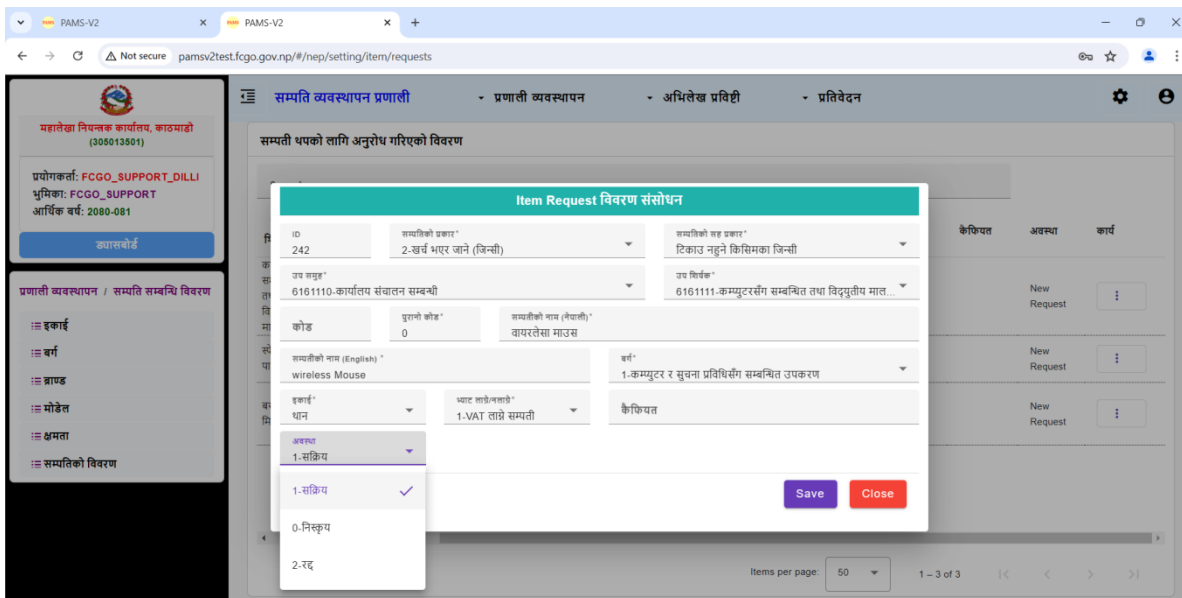 PAMS-V2
PAMS-V2
Not secure pamsv2test.fcgo.gov.np/#/nep/setting/item/requests
महालेखा नियन्त्रक कार्यालय, काठमाडो
(305013501)
प्रयोगकर्ता: FCGO_SUPPORT_DILLI
भुमिका: FCGO_SUPPORT
आर्थिक बर्ष: 2080-081
ड्यासबोर्ड
प्रणाली व्यवस्थापन / सम्पति सम्बन्धि विवरण
इकाई
बर्ग
ब्राण्ड
मोडेल
क्षमता
सम्पतिको विवरण
सम्पति व्यवस्थापन प्रणाली प्रणाली व्यवस्थापन अभिलेख प्रविष्टी प्रतिवेदन
सम्पती थपको लागि अनुरोध गरिएको विवरण
केफियत अवस्था कार्य
New Request
New Request
New Request
Item Request विवरण संसोधन
ID सम्पतिको प्रकार* सम्पतिको सह प्रकार*
242 2-खर्च भएर जाने (जिन्सी) टिकाउ नहुने किसिमका जिन्सी
उप समुह* उप शिर्षक*
6161110-कार्यालय संचालन सम्बन्धी 6161111-कम्प्युटरसँग सम्बन्धित तथा विद्युतीय माल...
कोड पुरानो कोड* सम्पतीको नाम (नेपाली)*
0 वायरलेसा माउस
सम्पतीको नाम (English) * बर्ग*
wireless Mouse 1-कम्प्युटर र सुचना प्रविधिसँग सम्बन्धित उपकरण
इकाई* भ्याट लाग्ने/नलाग्ने* कैफियत
थान 1-VAT लाग्ने सम्पती
अवस्था
1-सक्रिय
1-सक्रिय
0-निस्कृय
2-रद्द
Save Close
Items per page: 50 1 – 3 of 3